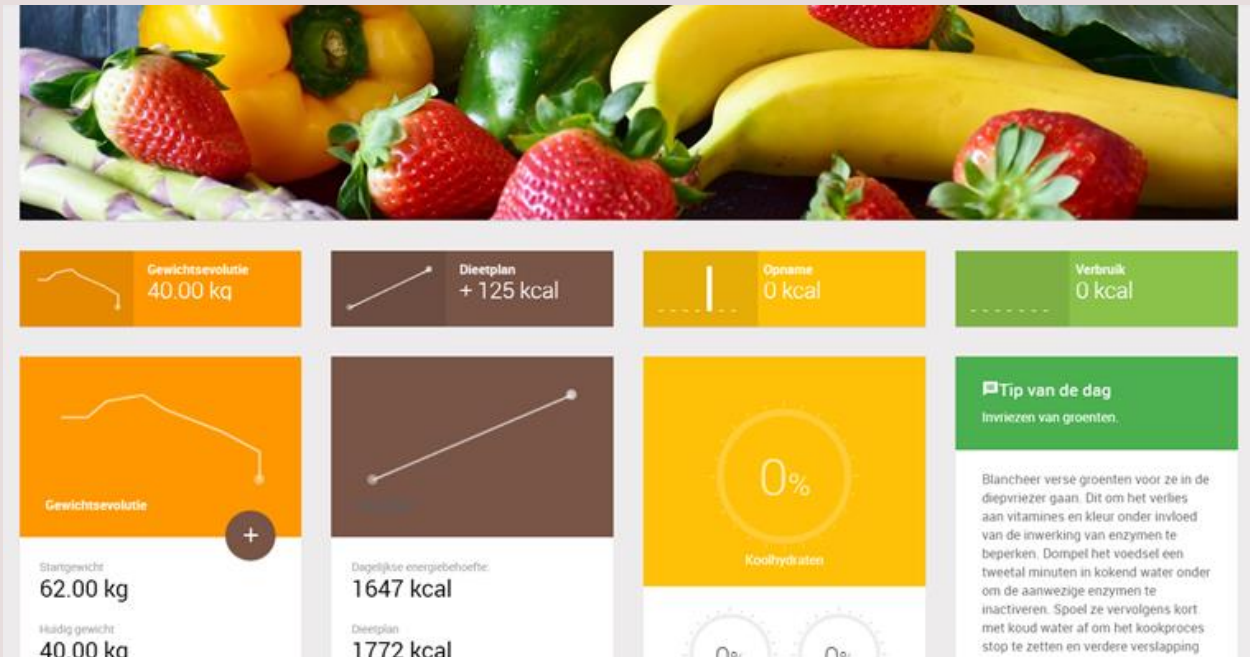 Gewichtsevolutie
40.00 kg
Dieetplan
+ 125 kcal
Opname
0 kcal
Verbruik
0 kcal
Gewichtsevolutie
+
Startgewicht
62.00 kg
Huidig gewicht
40.00 kg
Dagelijkse energiebehoefte:
1647 kcal
Dieetplan
1772 kcal
0%
Koolhydraten
0%
0%
Tip van de dag
Invriezen van groenten.
Blancheer verse groenten voor ze in de
diepvriezer gaan. Dit om het verlies
aan vitamines en kleur onder invloed
van de inwerking van enzymen te
beperken. Dompel het voedsel een
tweetal minuten in kokend water onder
om de aanwezige enzymen te
inactiveren. Spoel ze vervolgens kort
met koud water af om het kookproces
stop te zetten en verdere verslapping